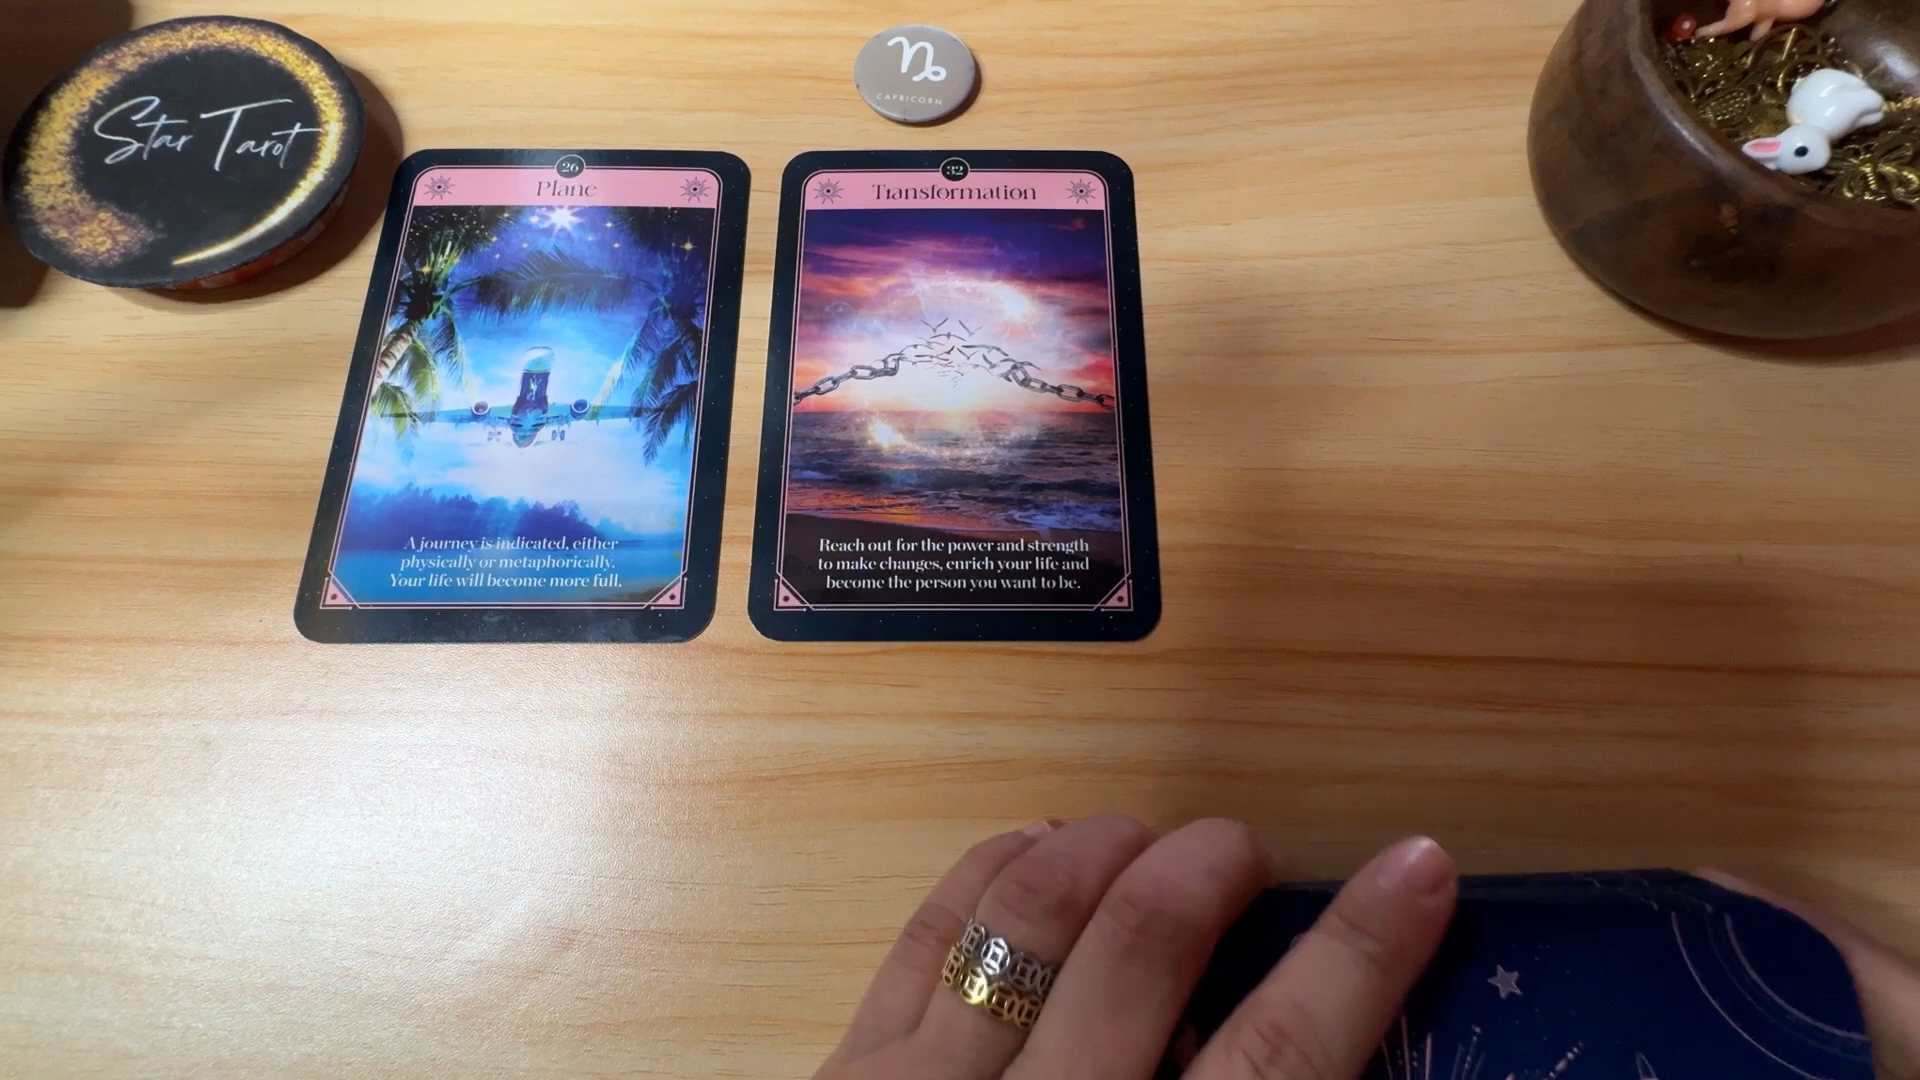 Star Tarot
CAPRICORN
26
Plane
A journey is indicated, either
physically or metaphorically.
Your life will become more full.
32
Transformation
Reach out for the power and strength
to make changes, enrich your life and
become the person you want to be.